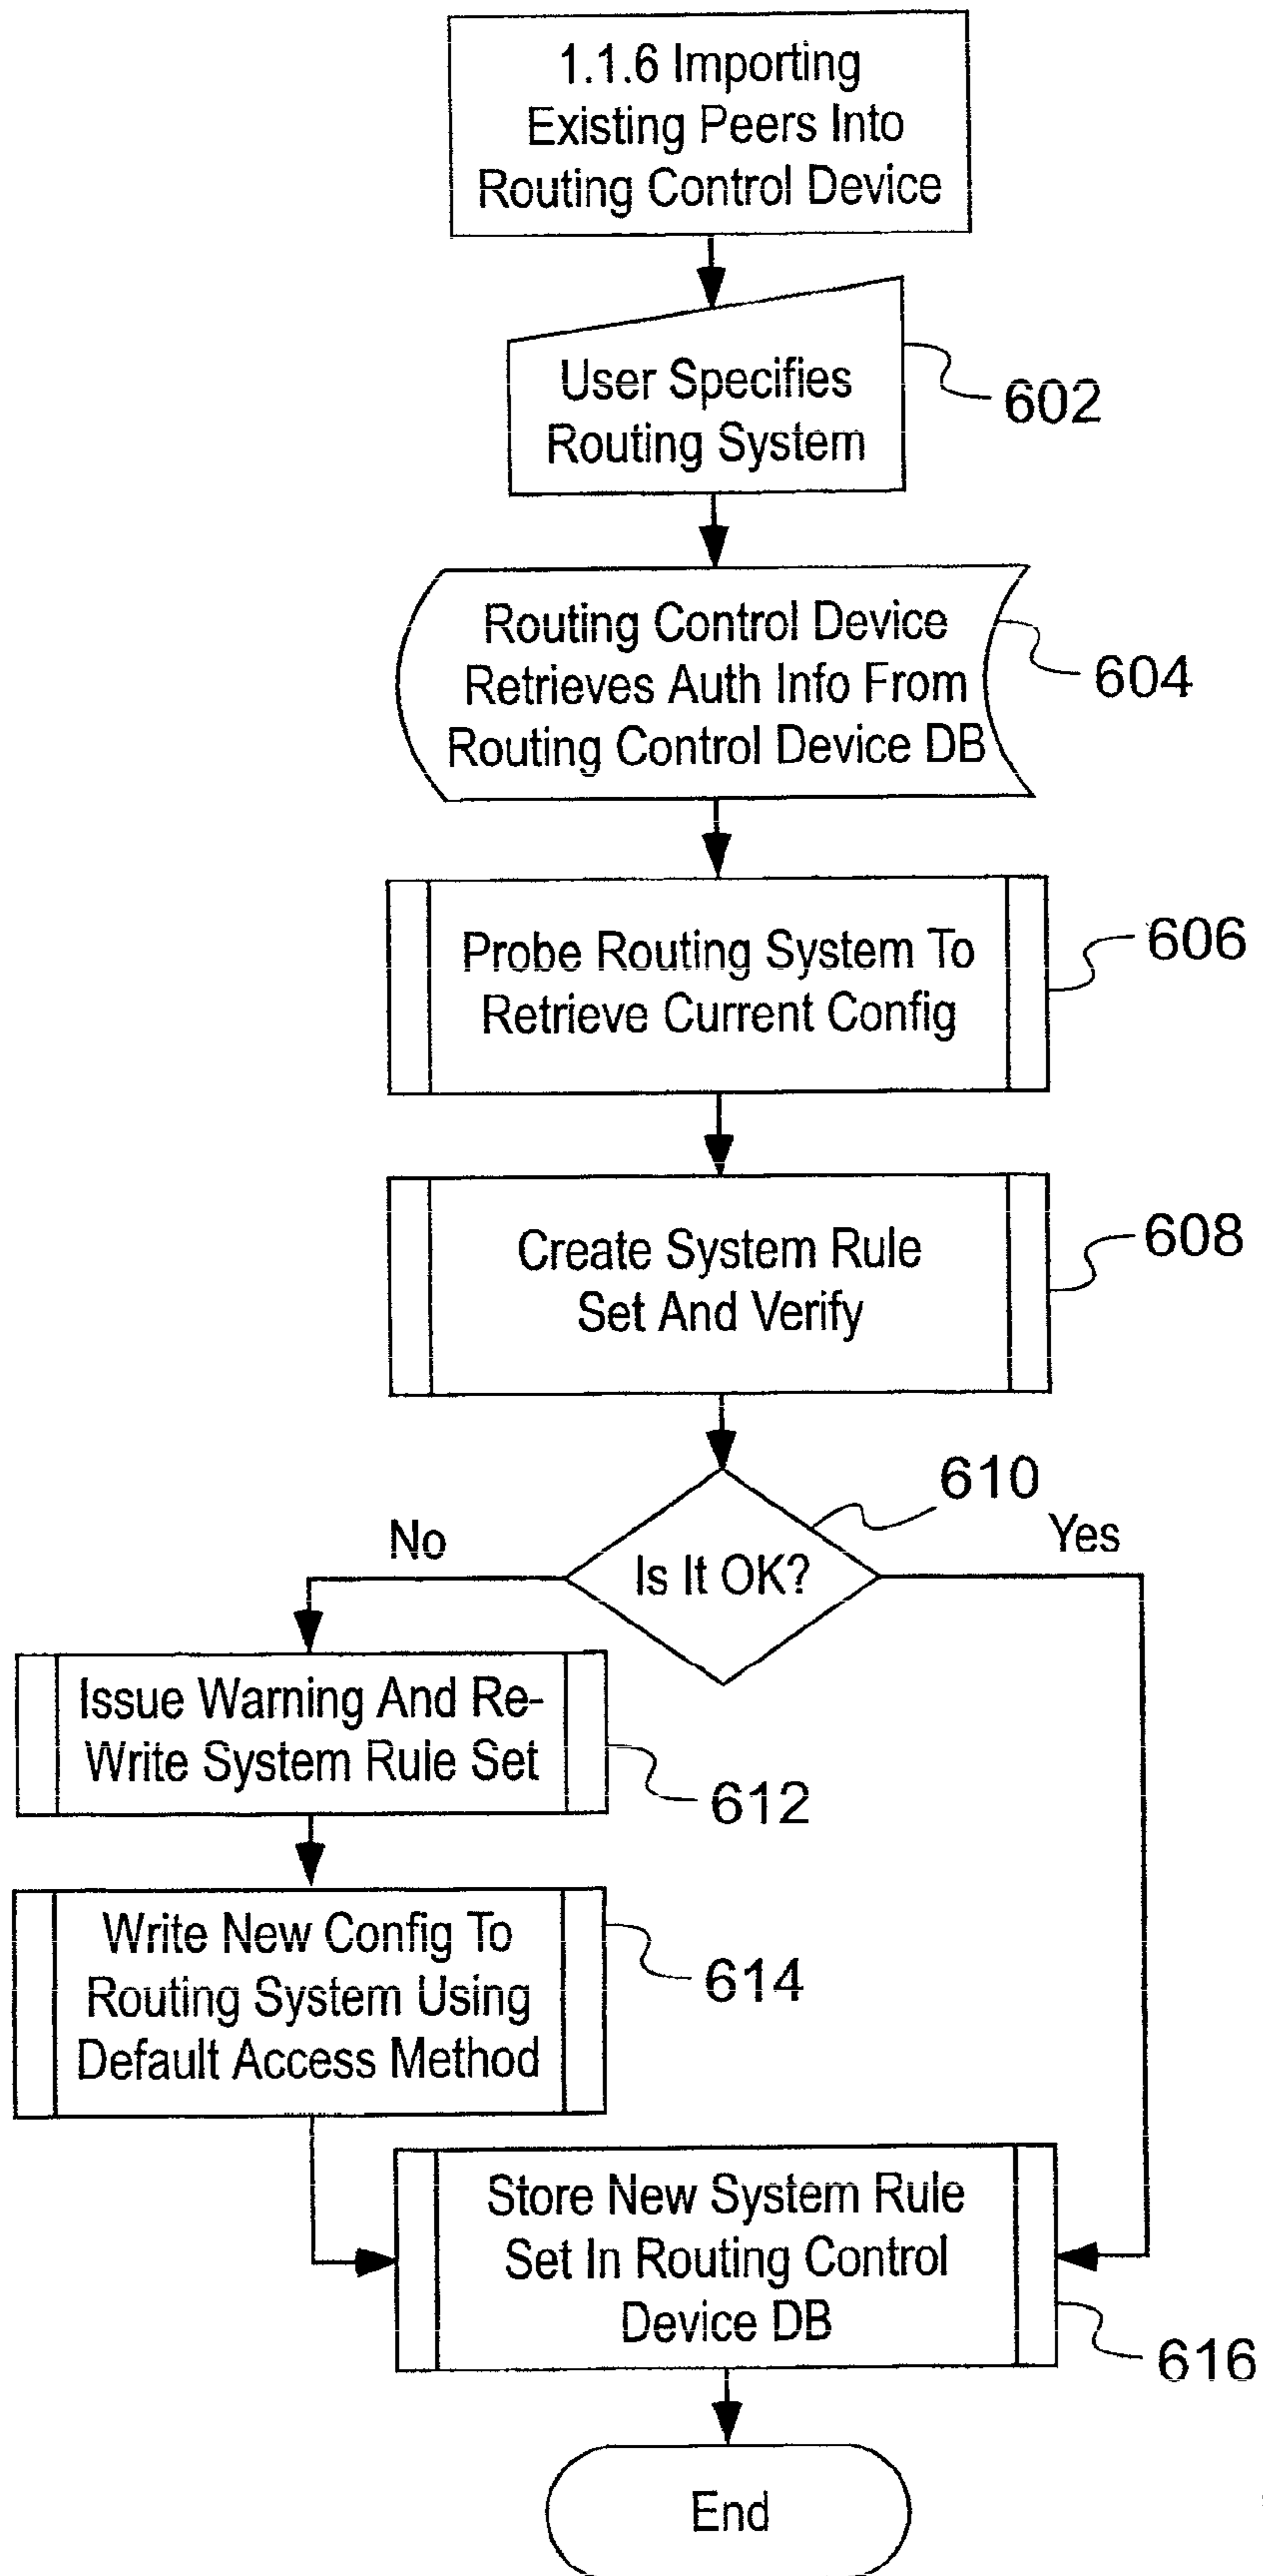 1.1.6 Importing
Existing Peers Into
Routing Control Device
User Specifies
Routing System
602
Routing Control Device
Retrieves Auth Info From
Routing Control Device DB
604
Probe Routing System To
Retrieve Current Config
606
Create System Rule
Set And Verify
608
610
No
Is It OK?
Yes
Issue Warning And Re-
Write System Rule Set
612
Write New Config To
Routing System Using
Default Access Method
614
Store New System Rule
Set In Routing Control
Device DB
616
End